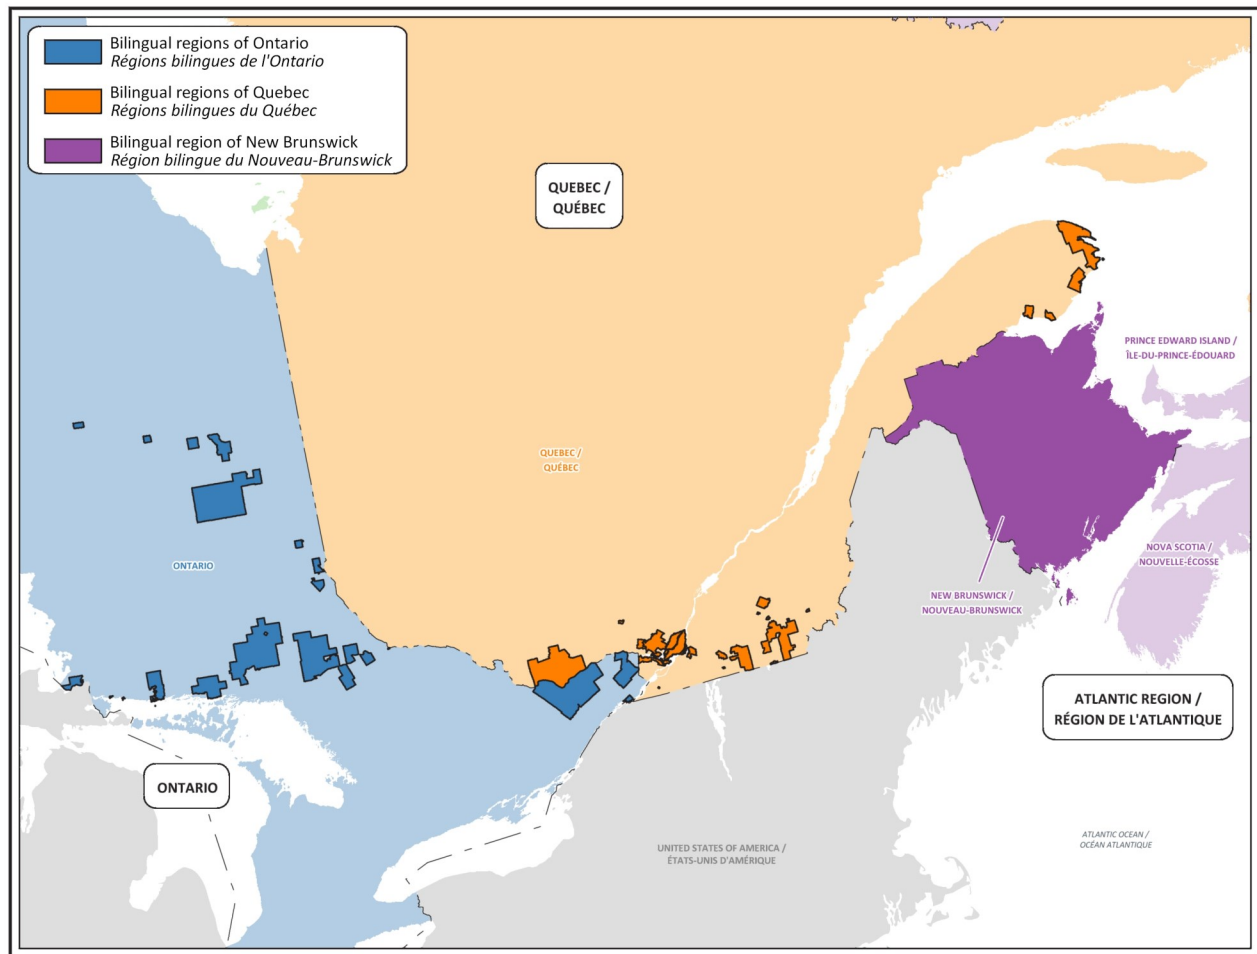 Bilingual regions of Ontario
Régions bilingues de l'Ontario
Bilingual regions of Quebec
Régions bilingues du Québec
Bilingual region of New Brunswick
Région bilingue du Nouveau-Brunswick
QUEBEC /
QUÉBEC
PRINCE EDWARD ISLAND /
ÎLE-DU-PRINCE-ÉDOUARD
QUEBEC /
QUÉBEC
ONTARIO
NOVA SCOTIA /
NOUVELLE-ÉCOSSE
NEW BRUNSWICK /
NOUVEAU-BRUNSWICK
ATLANTIC REGION /
RÉGION DE L'ATLANTIQUE
ONTARIO
UNITED STATES OF AMERICA /
ÉTATS-UNIS D'AMÉRIQUE
ATLANTIC OCEAN /
OCÉAN ATLANTIQUE